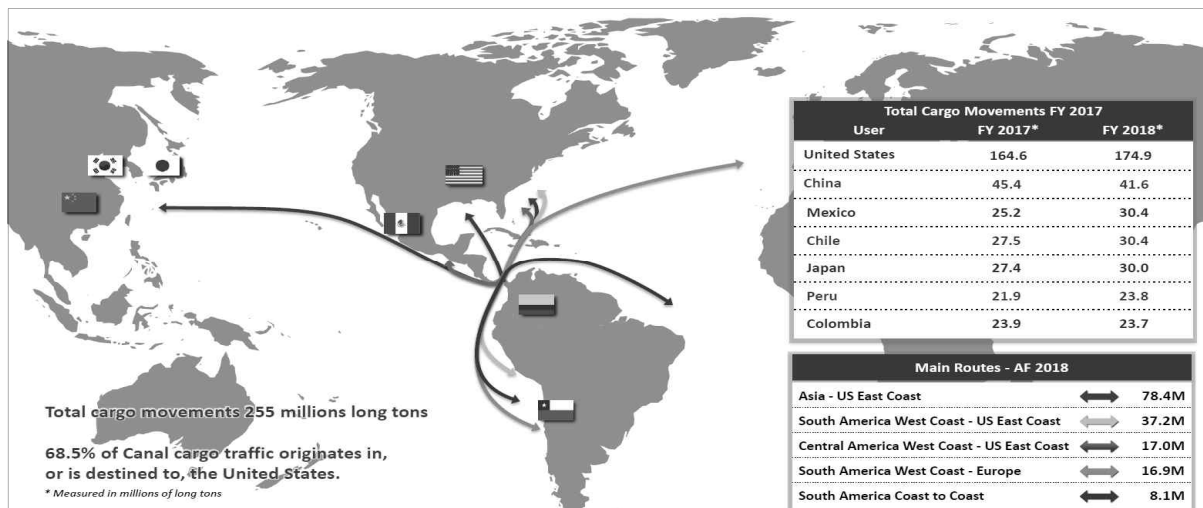 Total Cargo Movements FY 2017
User FY 2017* FY 2018*
United States 164.6 174.9
China 45.4 41.6
Mexico 25.2 30.4
Chile 27.5 30.4
Japan 27.4 30.0
Peru 21.9 23.8
Colombia 23.9 23.7
Main Routes - AF 2018
Asia - US East Coast 78.4M
South America West Coast - US East Coast 37.2M
Central America West Coast - US East Coast 17.0M
South America West Coast - Europe 16.9M
South America Coast to Coast 8.1M
Total cargo movements 255 millions long tons
68.5% of Canal cargo traffic originates in,
or is destined to, the United States.
* Measured in millions of long tons